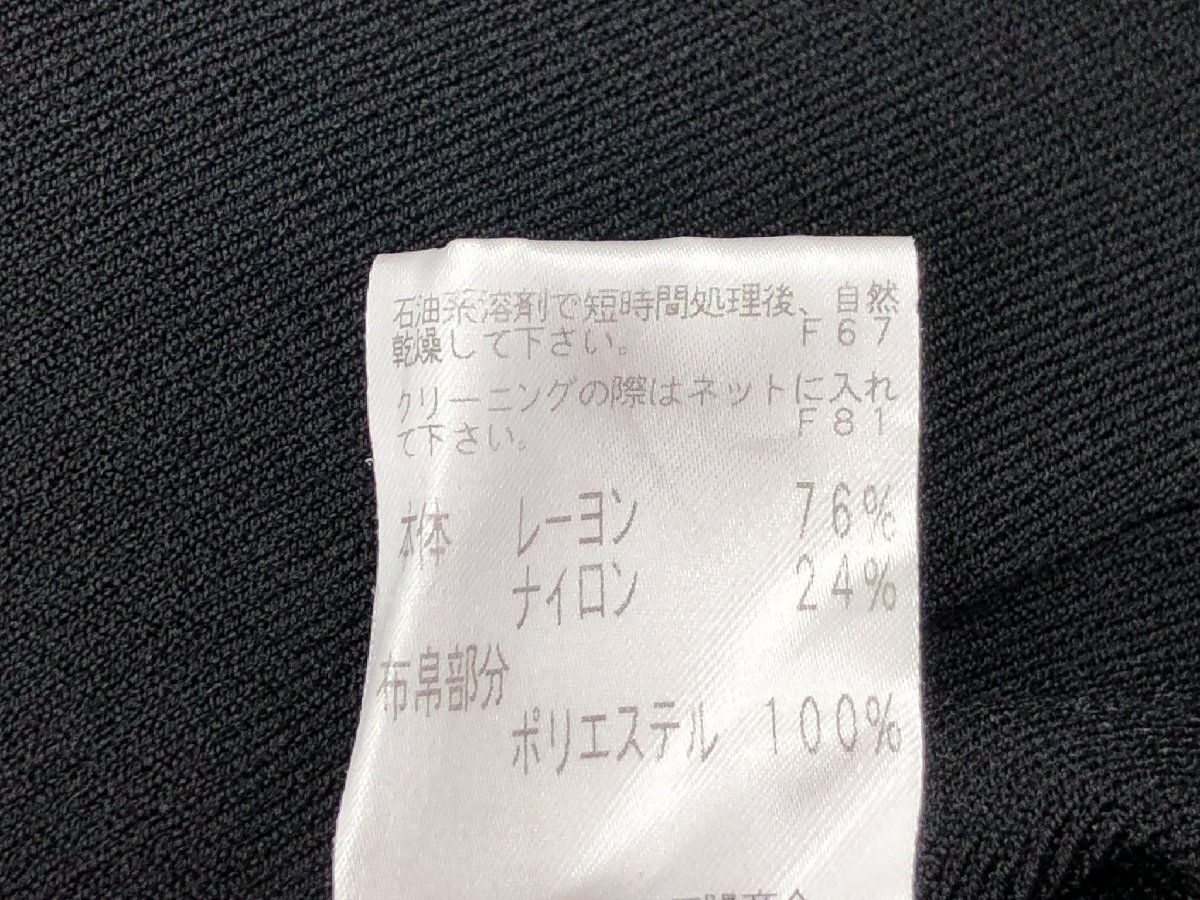 石油系溶剤で短時間処理後、自然
乾燥して下さい。 F67
クリーニングの際はネットに入れ
て下さい。 F81
本体 レーヨン 76%
ナイロン 24%
布帛部分
ポリエステル 100%